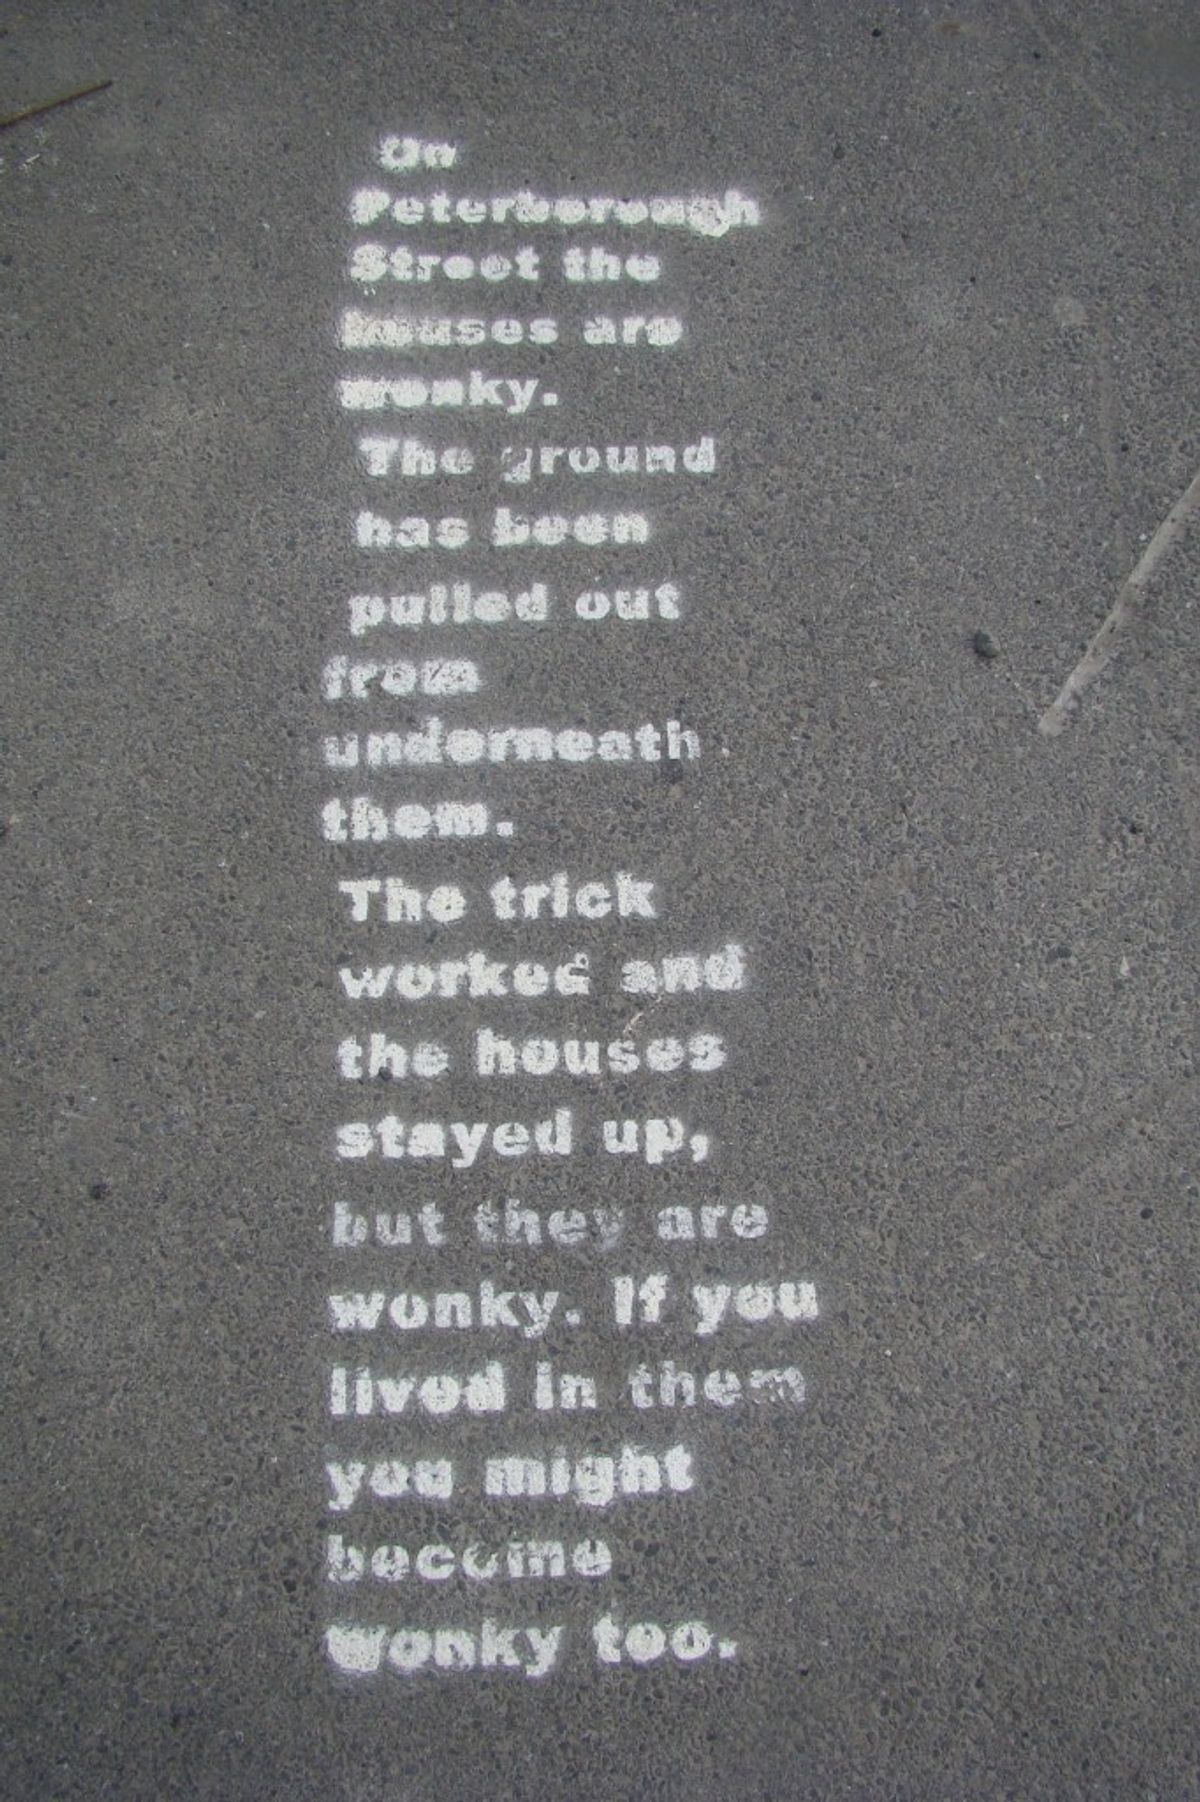 On
Peterborough
Street the
houses are
wonky.
The ground
has been
pulled out
from
underneath
them.
The trick
worked and
the houses
stayed up,
but they are
wonky. If you
lived in them
you might
become
wonky too.